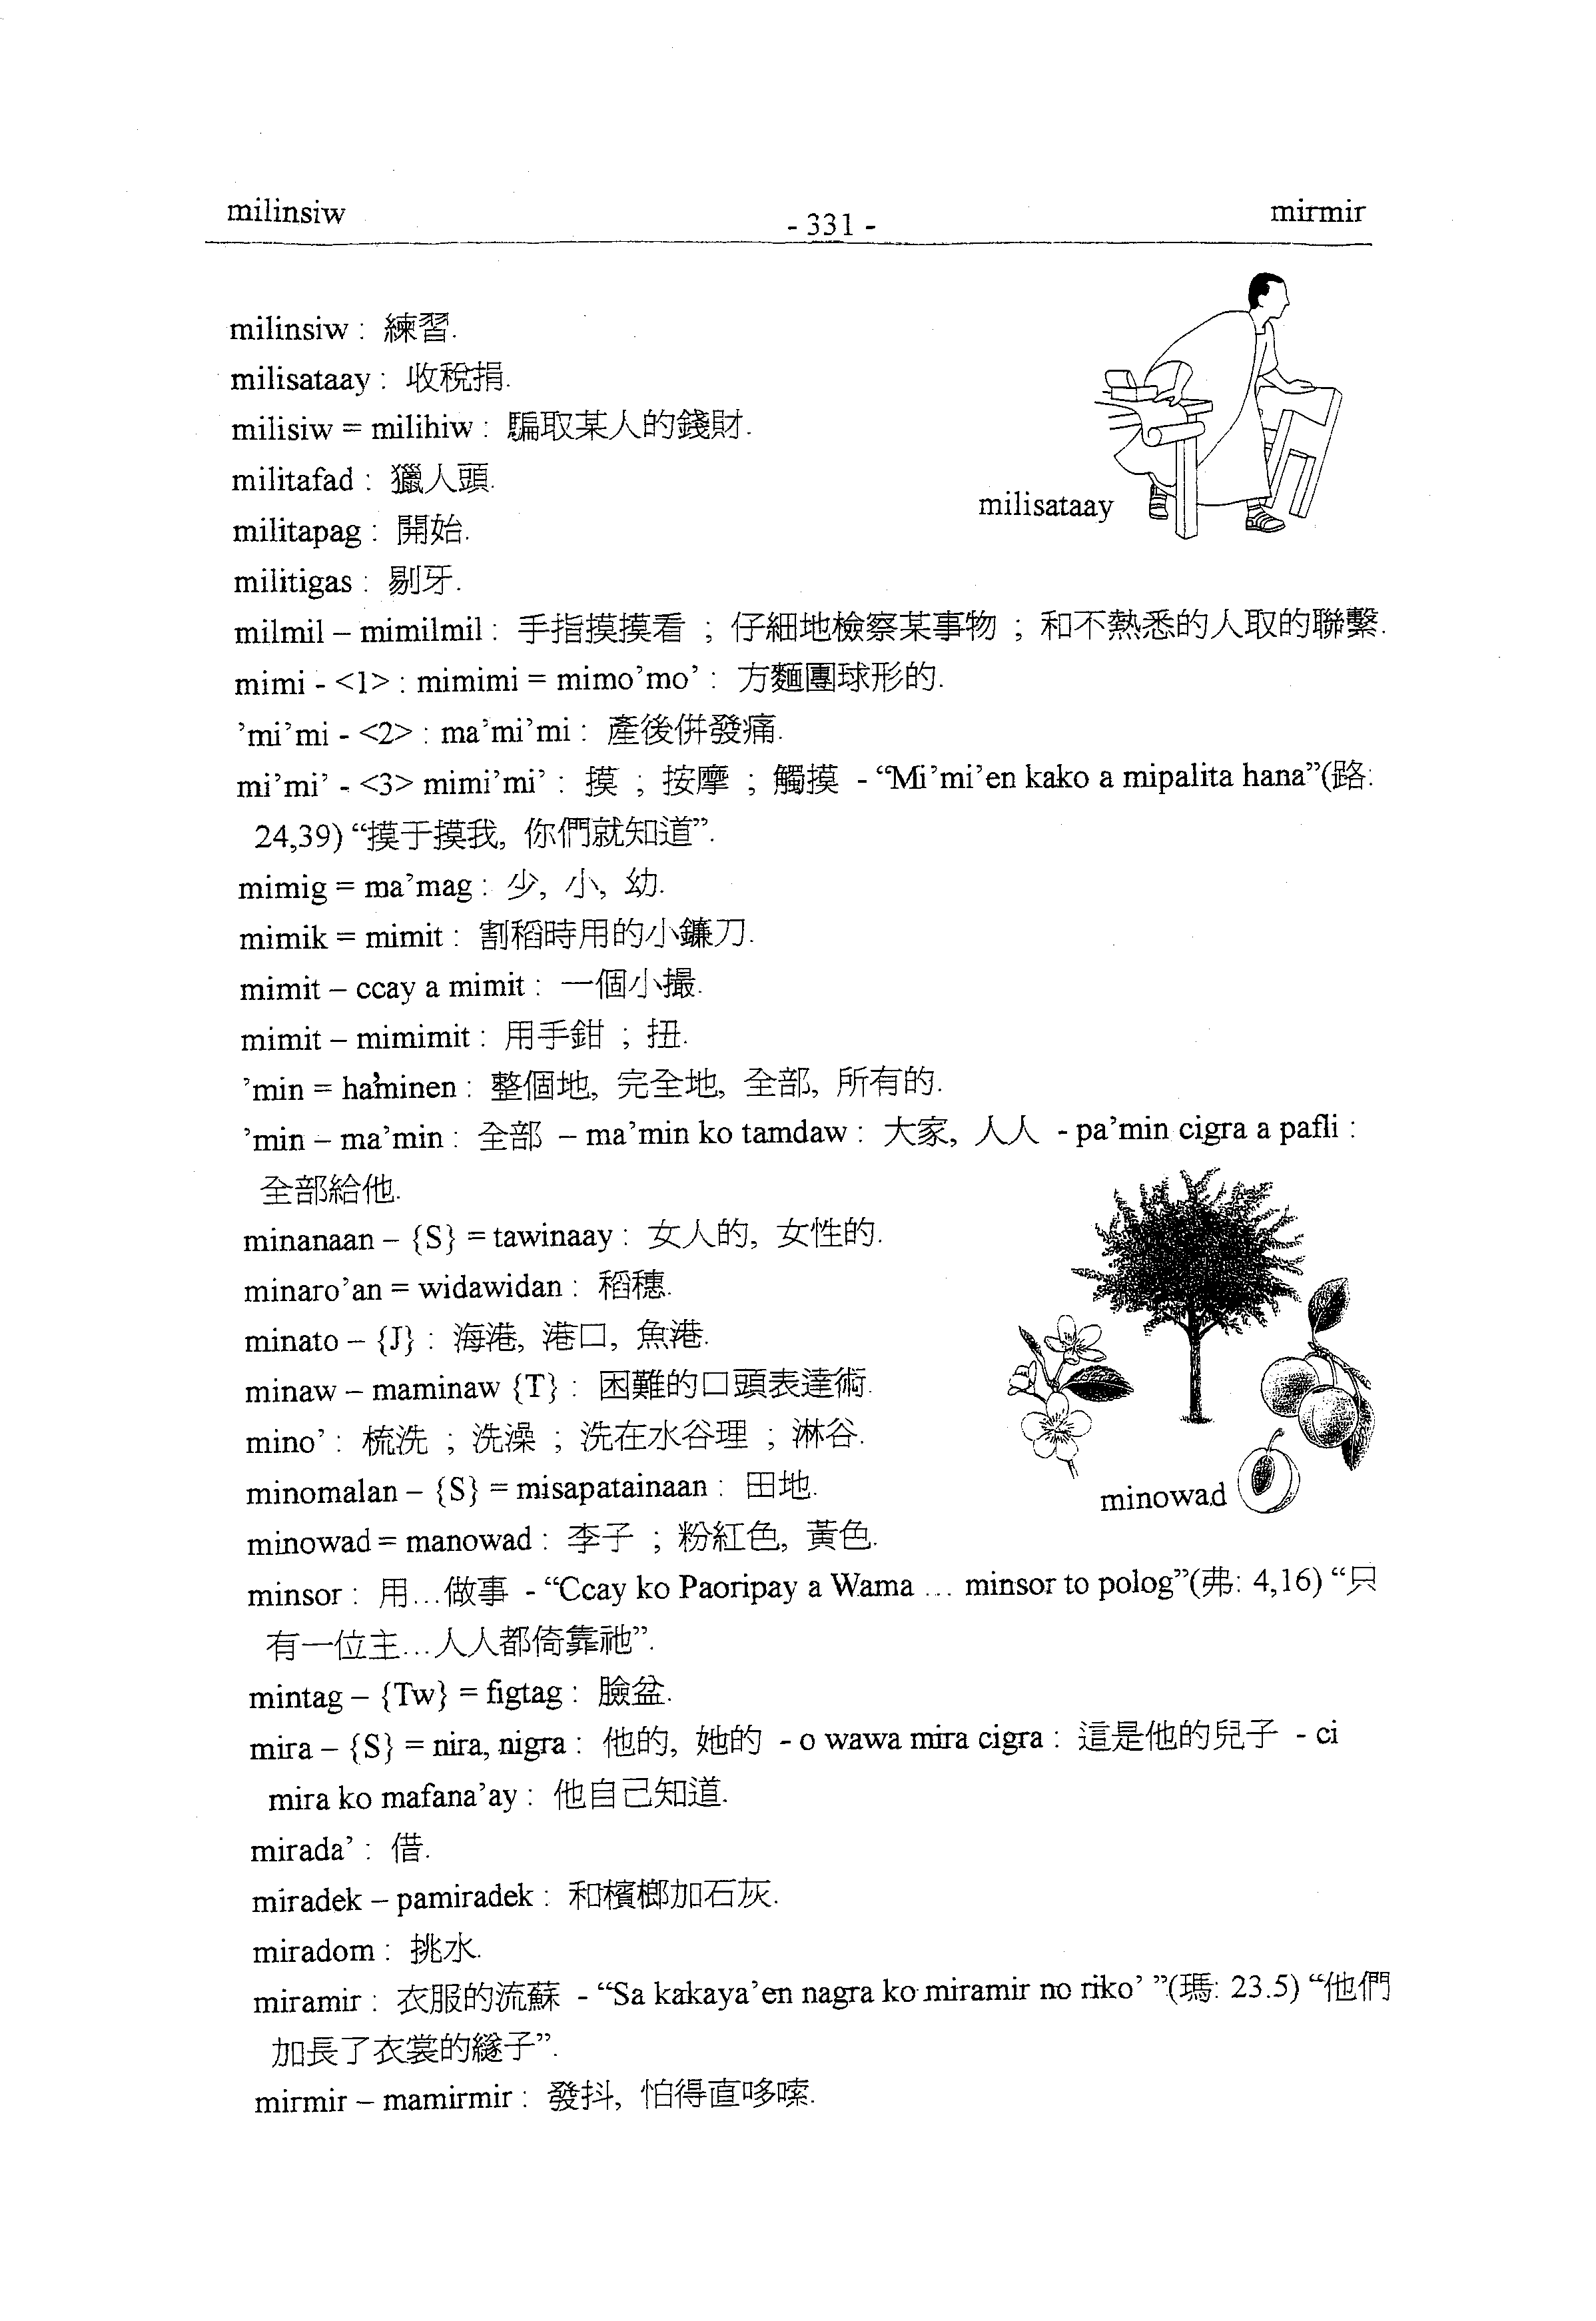 milinsiw - 331 - mirmir
milinsiw : 練習.
milisataay : 收稅捐.
milisiw = milihiw : 騙取某人的錢財.
militafad : 獵人頭.
milisataay
militapag : 開始.
militigas : 剔牙.
milmil – mimilmil : 手指摸摸看 ; 仔細地檢察某事物 ; 和不熟悉的人取的聯繫.
mimi - <1> : mimimi = mimo’mo’ : 方麵團球形的.
’mi’mi - <2> : ma’mi’mi : 產後併發痛.
mi’mi’ - <3> mimi’mi’ : 摸 ; 按摩 ; 觸摸 - “Mi’mi’en kako a mipalita hana”(路:
24,39) “摸于摸我, 你們就知道”.
mimig = ma’mag : 少, 小, 幼.
mimik = mimit : 割稻時用的小鐮刀.
mimit – ccay a mimit : 一個小撮.
mimit – mimimit : 用手鉗 ; 扭.
’min = ha’minen : 整個地, 完全地, 全部, 所有的.
’min – ma’min : 全部 – ma’min ko tamdaw : 大家, 人人 - pa’min cigra a pafli :
全部給他.
minanaan – {S} = tawinaay : 女人的, 女性的.
minaro’an = widawidan : 稻穗.
minato – {J} : 海港, 港口, 魚港.
minaw – maminaw {T} : 困難的口頭表達術.
mino’ : 梳洗 ; 洗澡 ; 洗在水谷理 ; 淋谷.
minomalan – {S} = misapatainaan : 田地.
minowad
minowad = manowad : 李子 ; 粉紅色, 黃色.
minsor : 用…做事 - “Ccay ko Paoripay a Wama … minsor to polog”(弗: 4,16) “只
有一位主…人人都倚靠祂”.
mintag – {Tw} = figtag : 臉盆.
mira – {S} = nira, nigra : 他的, 她的 - o wawa mira cigra : 這是他的兒子 - ci
mira ko mafana’ay : 他自己知道.
mirada’ : 借.
miradek – pamiradek : 和檳榔加石灰.
miradom : 挑水.
miramir : 衣服的流蘇 - “Sa kakaya’en nagra ko miramir no riko’ ”(瑪: 23.5) “他們
加長了衣裳的繸子”.
mirmir – mamirmir : 發抖, 怕得直哆嗦.